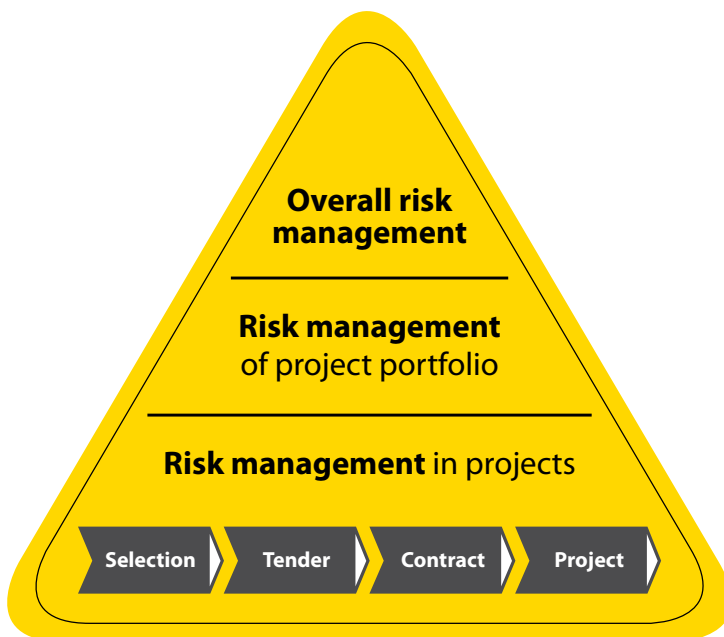 Overall risk
management
Risk management
of project portfolio
Risk management in projects
Selection Tender Contract Project